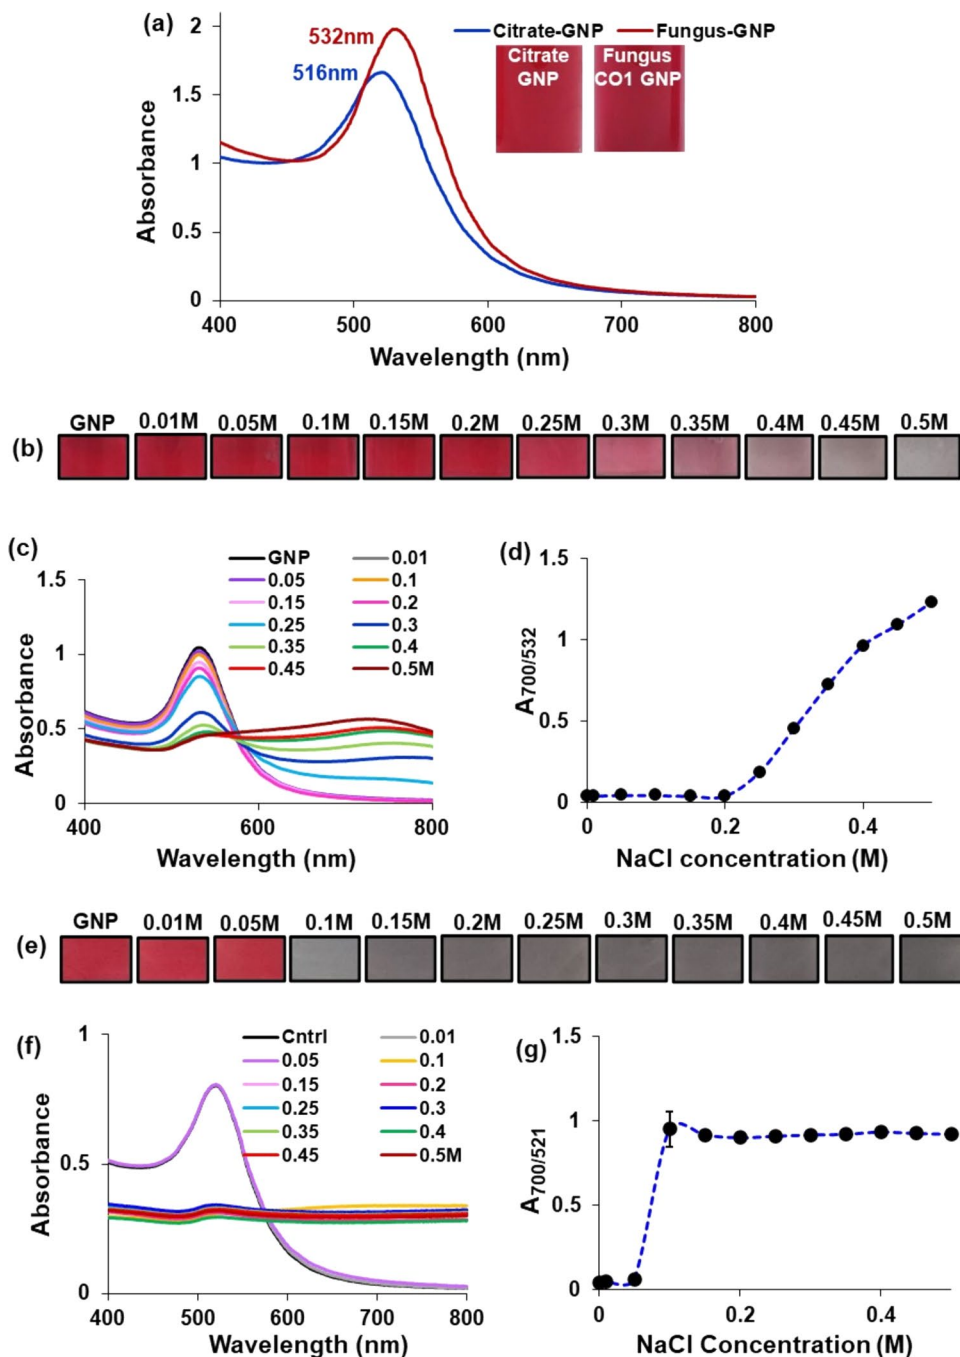 (a)
Citrate-GNP Fungus-GNP
532nm
516nm
Citrate
GNP
Fungus
CO1 GNP
2
1.5
1
0.5
0
Absorbance
400 500 600 700 800
Wavelength (nm)
(b)
GNP 0.01M 0.05M 0.1M 0.15M 0.2M 0.25M 0.3M 0.35M 0.4M 0.45M 0.5M
(c)
GNP 0.01
0.05 0.1
0.15 0.2
0.25 0.3
0.35 0.4
0.45 0.5M
1.5
1
0.5
0
Absorbance
400 600 800
Wavelength (nm)
(d)
1.5
1
0.5
0
A700/532
0 0.2 0.4
NaCl concentration (M)
(e)
GNP 0.01M 0.05M 0.1M 0.15M 0.2M 0.25M 0.3M 0.35M 0.4M 0.45M 0.5M
(f)
Cntrl 0.01
0.05 0.1
0.15 0.2
0.25 0.3
0.35 0.4
0.45 0.5M
1
0.5
0
Absorbance
400 500 600 700 800
Wavelength (nm)
(g)
1.5
1
0.5
0
A700/521
0 0.2 0.4
NaCl Concentration (M)